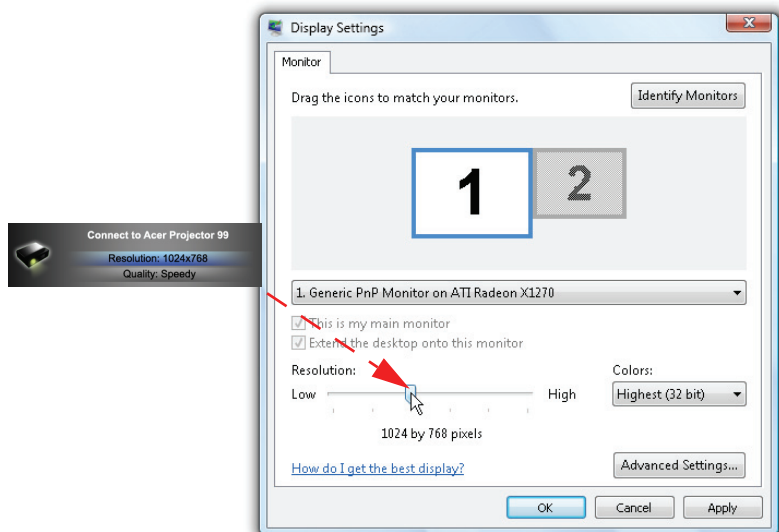 Display Settings
Monitor
Drag the icons to match your monitors.
Identify Monitors
1
2
Connect to Acer Projector 99
Resolution: 1024x768
Quality: Speedy
1. Generic PnP Monitor on ATI Radeon X1270
This is my main monitor
Extend the desktop onto this monitor
Resolution:
Colors:
Low
High
Highest (32 bit)
1024 by 768 pixels
How do I get the best display?
Advanced Settings...
OK
Cancel
Apply